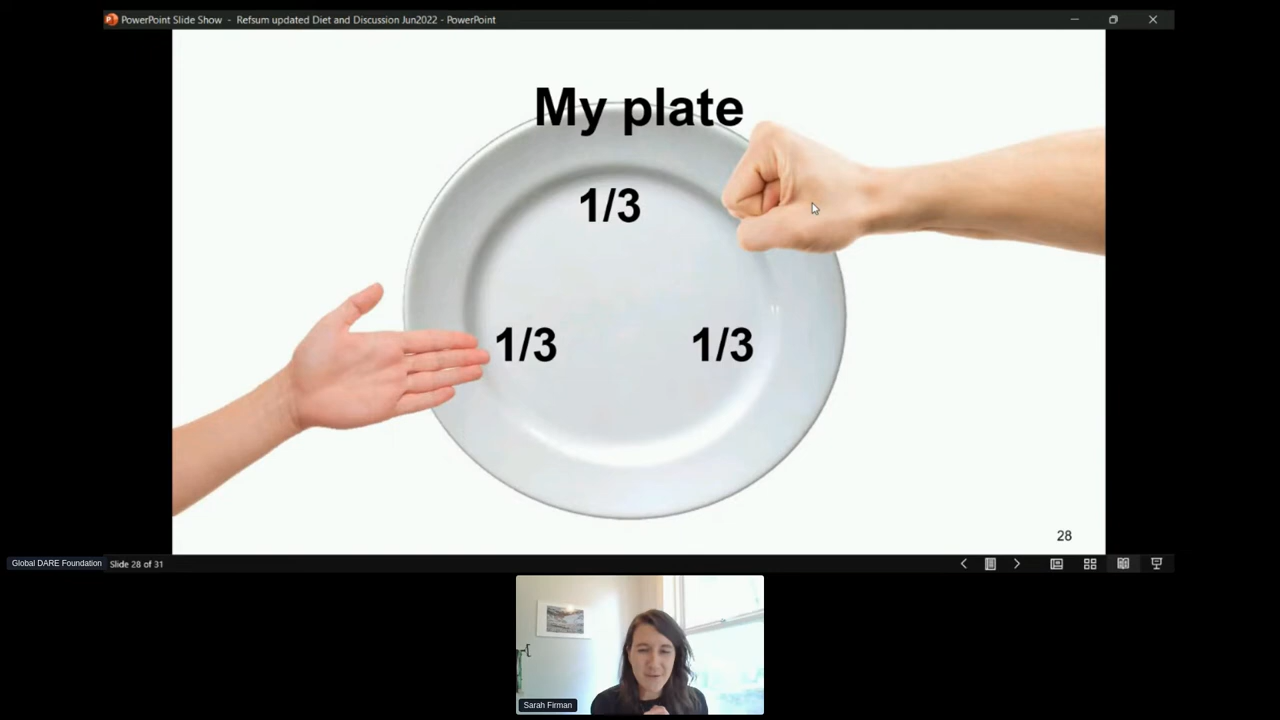 PowerPoint Slide Show - Refsum updated Diet and Discussion Jun2022 - PowerPoint
My plate
1/3
1/3 1/3
28
Global DARE Foundation
Slide 28 of 31
Sarah Firman